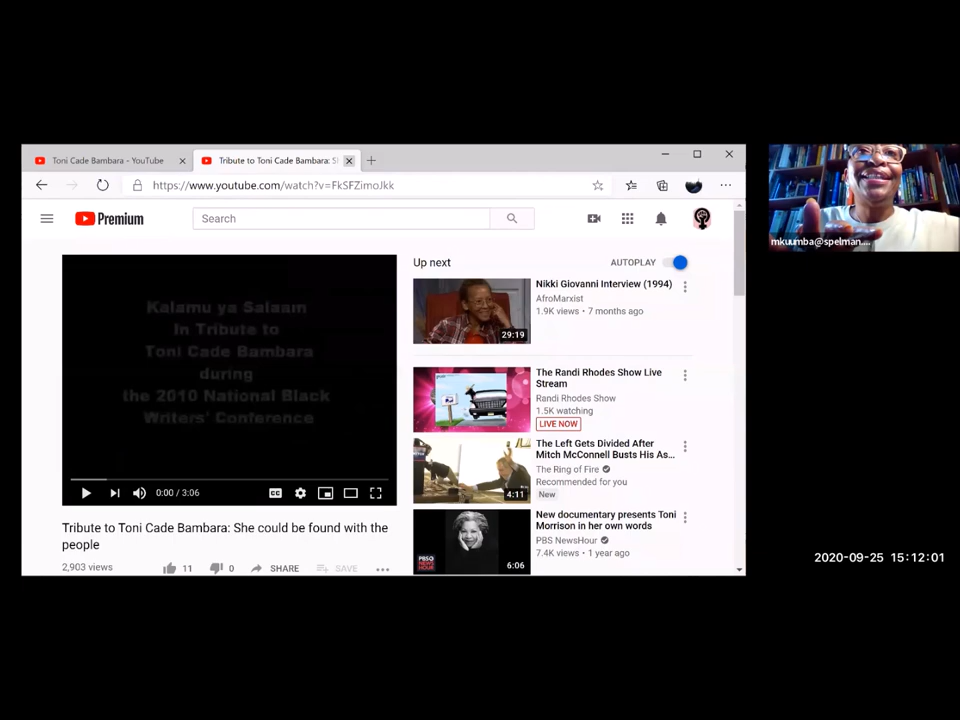 Toni Cade Bambara - YouTube
Tribute to Toni Cade Bambara: S
https://www.youtube.com/watch?v=FkSFZimoJkk
Premium
Search
Kalamu ya Salaam
In Tribute to
Toni Cade Bambara
during
the 2010 National Black
Writers' Conference
0:00 / 3:06
CC
Tribute to Toni Cade Bambara: She could be found with the
people
2,903 views
11
0
SHARE
SAVE
Up next
AUTOPLAY
29:19
Nikki Giovanni Interview (1994)
AfroMarxist
1.9K views • 7 months ago
The Randi Rhodes Show Live
Stream
Randi Rhodes Show
1.5K watching
LIVE NOW
4:11
The Left Gets Divided After
Mitch McConnell Busts His As...
The Ring of Fire
Recommended for you
New
PBS
NEWS
HOUR
6:06
New documentary presents Toni
Morrison in her own words
PBS NewsHour
7.4K views • 1 year ago
mkuumba@spelman....
2020-09-25 15:12:01